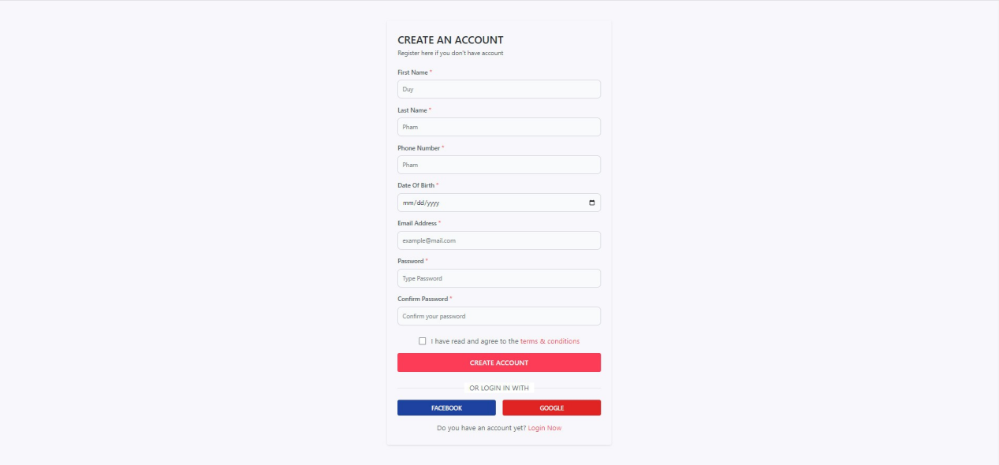 CREATE AN ACCOUNT
Register here if you don't have account
First Name *
Duy
Last Name *
Pham
Phone Number *
Pham
Date Of Birth *
mm/dd/yyyy
Email Address *
example@mail.com
Password *
Type Password
Confirm Password *
Confirm your password
I have read and agree to the terms & conditions
CREATE ACCOUNT
OR LOGIN IN WITH
FACEBOOK GOOGLE
Do you have an account yet? Login Now